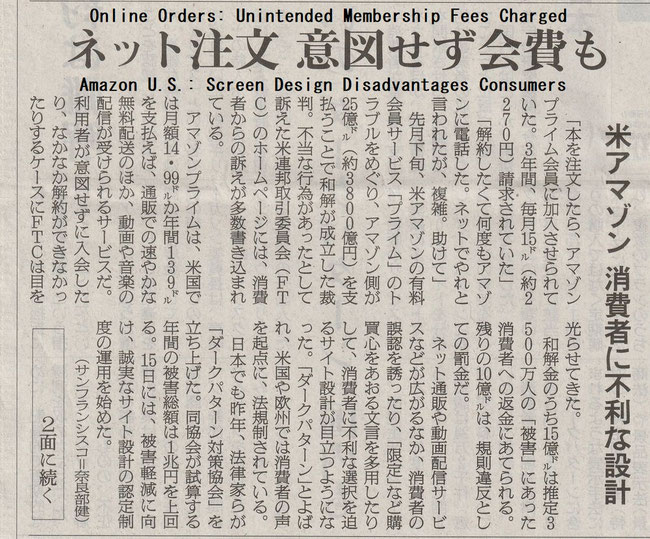 Online Orders: Unintended Membership Fees Charged
ネット注文 意図せず会費も
Amazon U.S.: Screen Design Disadvantages Consumers
米アマゾン 消費者に不利な設計
「本を注文したら、アマゾン
プライム会員に加入させられて
いた。3年間、毎月15㌦(約2
270円)請求されていた」
「解約したくて何度もアマゾ
ンに電話した。ネットでやれと
言われたが、複雑。助けて」
先月下旬、米アマゾンの有料
会員サービス「プライム」のト
ラブルをめぐり、アマゾン側が
25億㌦(約3800億円)を支
払うことで和解が成立した裁
判。不当な行為があったとして
訴えた米連邦取引委員会(FT
C)のホームページには、消費
者からの訴えが多数書き込まれ
ている。
アマゾンプライムは、米国で
は月額14・99㌦か年間139㌦
を支払えば、通販での速やかな
無料配送のほか、動画や音楽の
配信が受けられるサービスだ。
利用者が意図せずに入会した
り、なかなか解約ができなかっ
たりするケースにFTCは目を
光らせてきた。
和解金のうち15億㌦は推定3
500万人の「被害」にあった
消費者への返金にあてられる。
残りの10億㌦は、規則違反とし
ての罰金だ。
ネット通販や動画配信サービ
スなどが広がるなか、消費者の
誤認を誘ったり、「限定」など購
買心をあおる文言を多用したり
して、消費者に不利な選択を迫
るサイト設計が目立つようにな
った。「ダークパターン」とよば
れ、米国や欧州では消費者の声
を起点に、法規制されている。
日本でも昨年、法律家らが
「ダークパターン対策協会」を
立ち上げた。同協会が試算する
年間の被害総額は1兆円を上回
る。15日には、被害軽減に向
け、誠実なサイト設計の認定制
度の運用を始めた。
(サンフランシスコ=奈良部健)
2面に続く